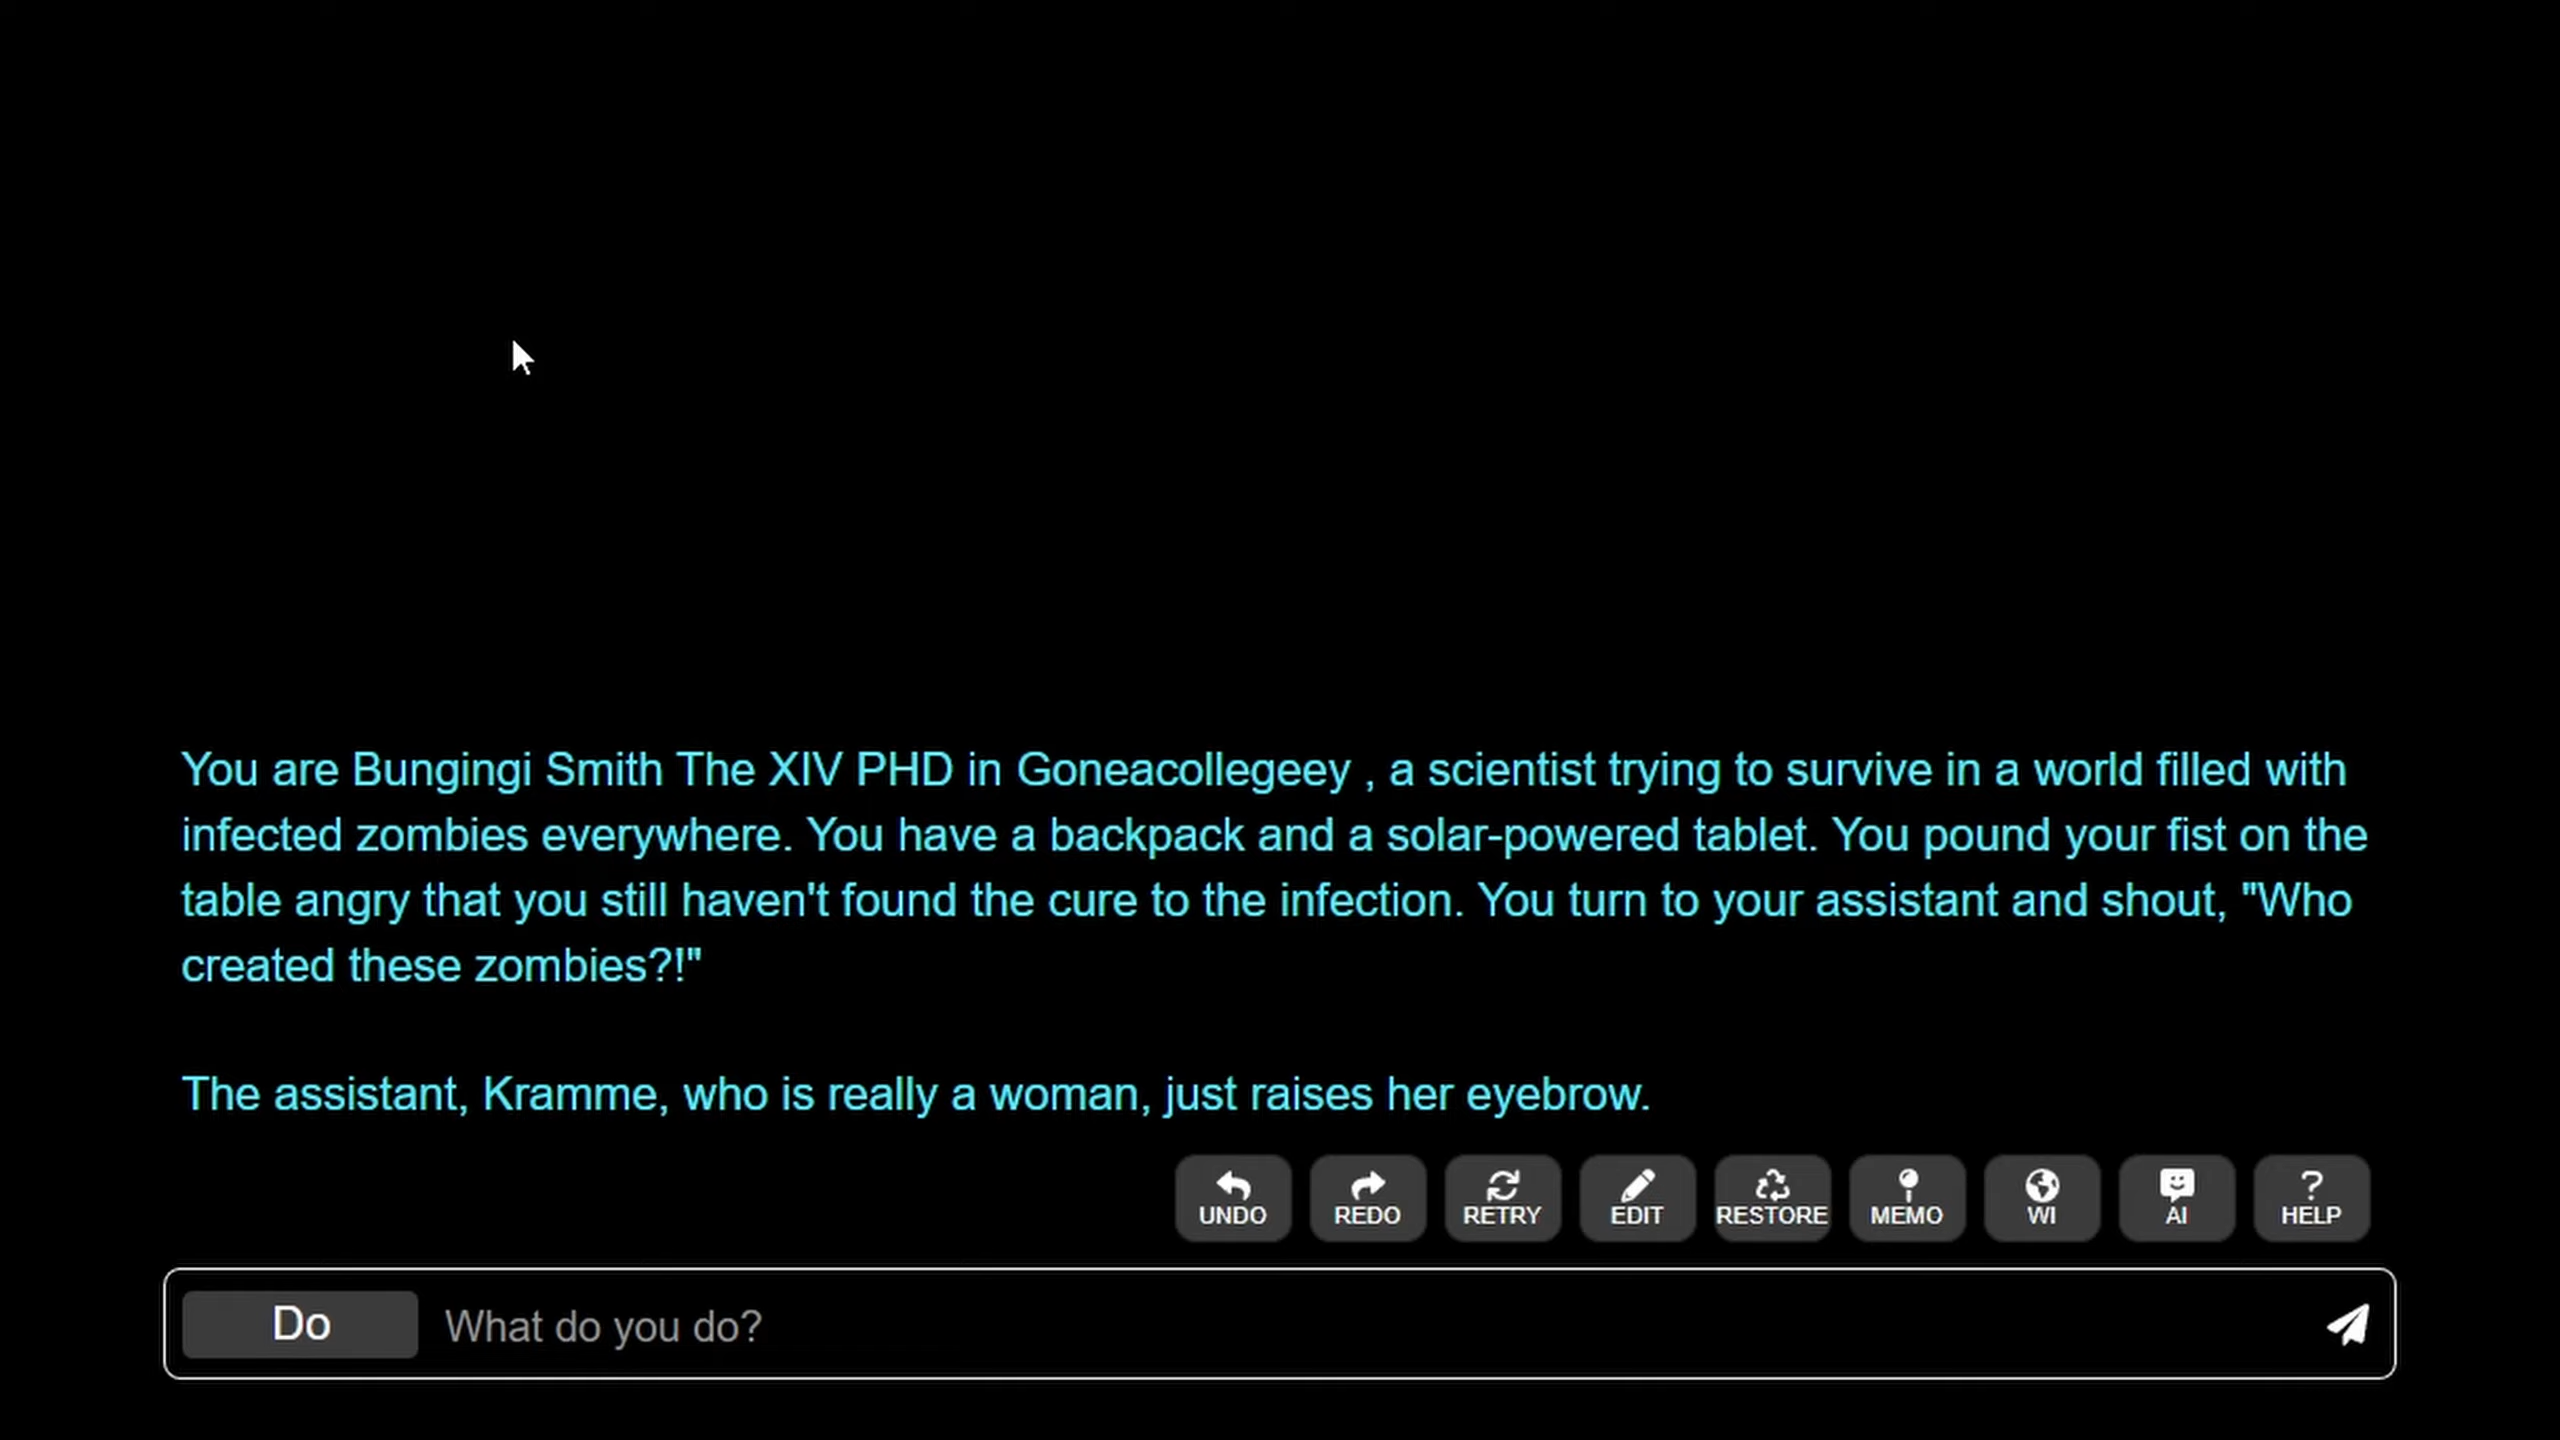 You are Bungingi Smith The XIV PHD in Goneacollegeey , a scientist trying to survive in a world filled with
infected zombies everywhere. You have a backpack and a solar-powered tablet. You pound your fist on the
table angry that you still haven't found the cure to the infection. You turn to your assistant and shout, "Who
created these zombies?!"
The assistant, Kramme, who is really a woman, just raises her eyebrow.
UNDO REDO RETRY EDIT RESTORE MEMO WI AI HELP
Do What do you do?